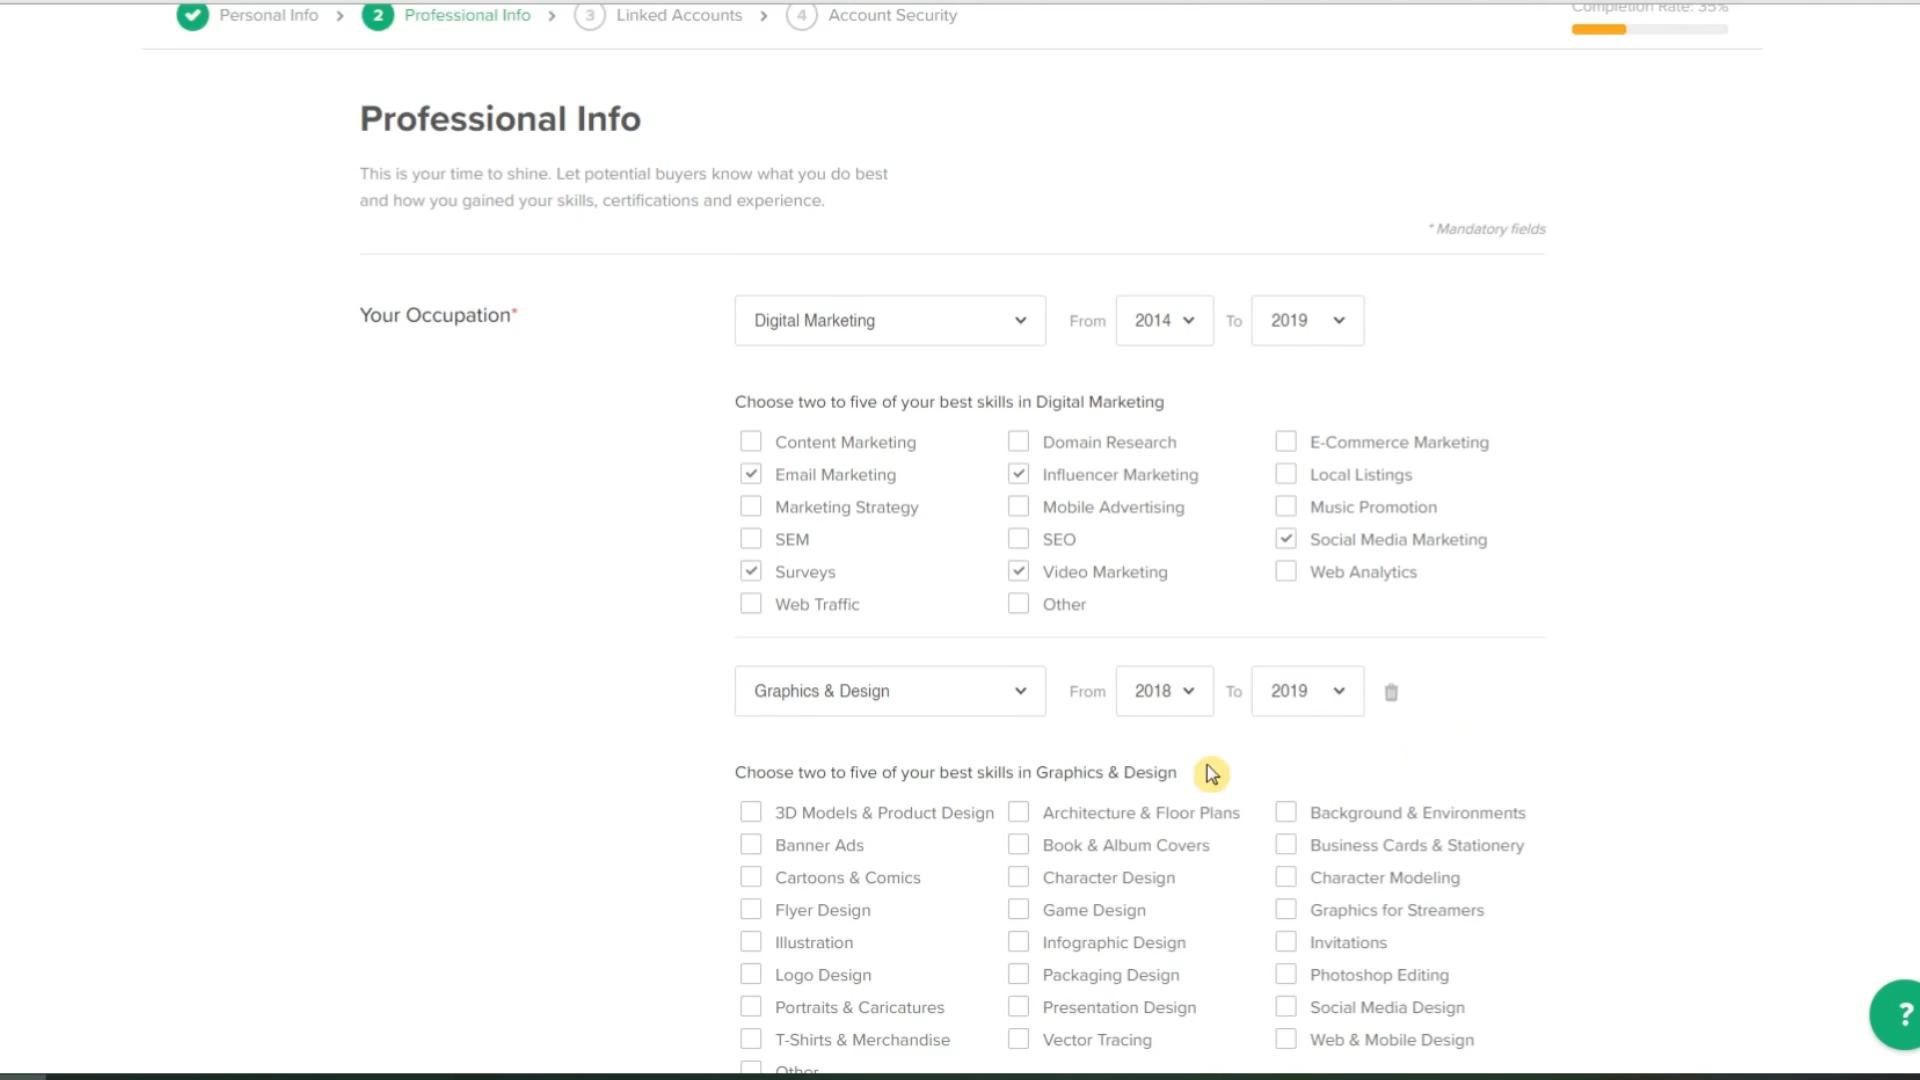 Personal Info > 2 Professional Info > 3 Linked Accounts > 4 Account Security
Completion Rate: 35%
Professional Info
This is your time to shine. Let potential buyers know what you do best
and how you gained your skills, certifications and experience.
* Mandatory fields
Your Occupation*
Digital Marketing From 2014 To 2019
Choose two to five of your best skills in Digital Marketing
Content Marketing Domain Research E-Commerce Marketing
Email Marketing Influencer Marketing Local Listings
Marketing Strategy Mobile Advertising Music Promotion
SEM SEO Social Media Marketing
Surveys Video Marketing Web Analytics
Web Traffic Other
Graphics & Design From 2018 To 2019
Choose two to five of your best skills in Graphics & Design
3D Models & Product Design Architecture & Floor Plans Background & Environments
Banner Ads Book & Album Covers Business Cards & Stationery
Cartoons & Comics Character Design Character Modeling
Flyer Design Game Design Graphics for Streamers
Illustration Infographic Design Invitations
Logo Design Packaging Design Photoshop Editing
Portraits & Caricatures Presentation Design Social Media Design
?
T-Shirts & Merchandise Vector Tracing Web & Mobile Design
Other